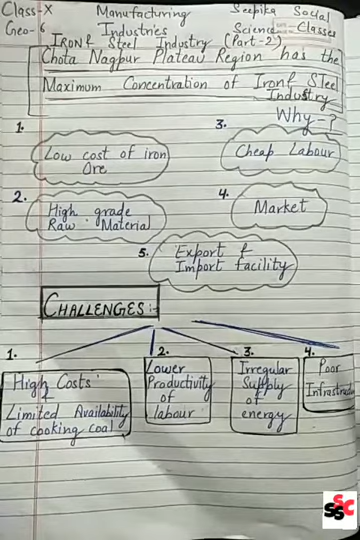 Class-X Manufacturing Deepika Social
Geo-6 Industries Science Classes
Iron & Steel Industry (Part-2)
Chota Nagpur Plateau Region has the
Maximum Concentration of Iron & Steel
Industry
Why-?
1.
Low cost of iron
Ore
3.
Cheap Labour
2.
High grade
Raw Material
4.
Market
5.
Export &
Import facility
CHALLENGES:-
1.
High Costs
&
Limited Availability
of cooking coal
2.
Lower
Productivity
of
labour
3.
Irregular
Supply
of
energy
4.
Poor
Infrastruc
SSC